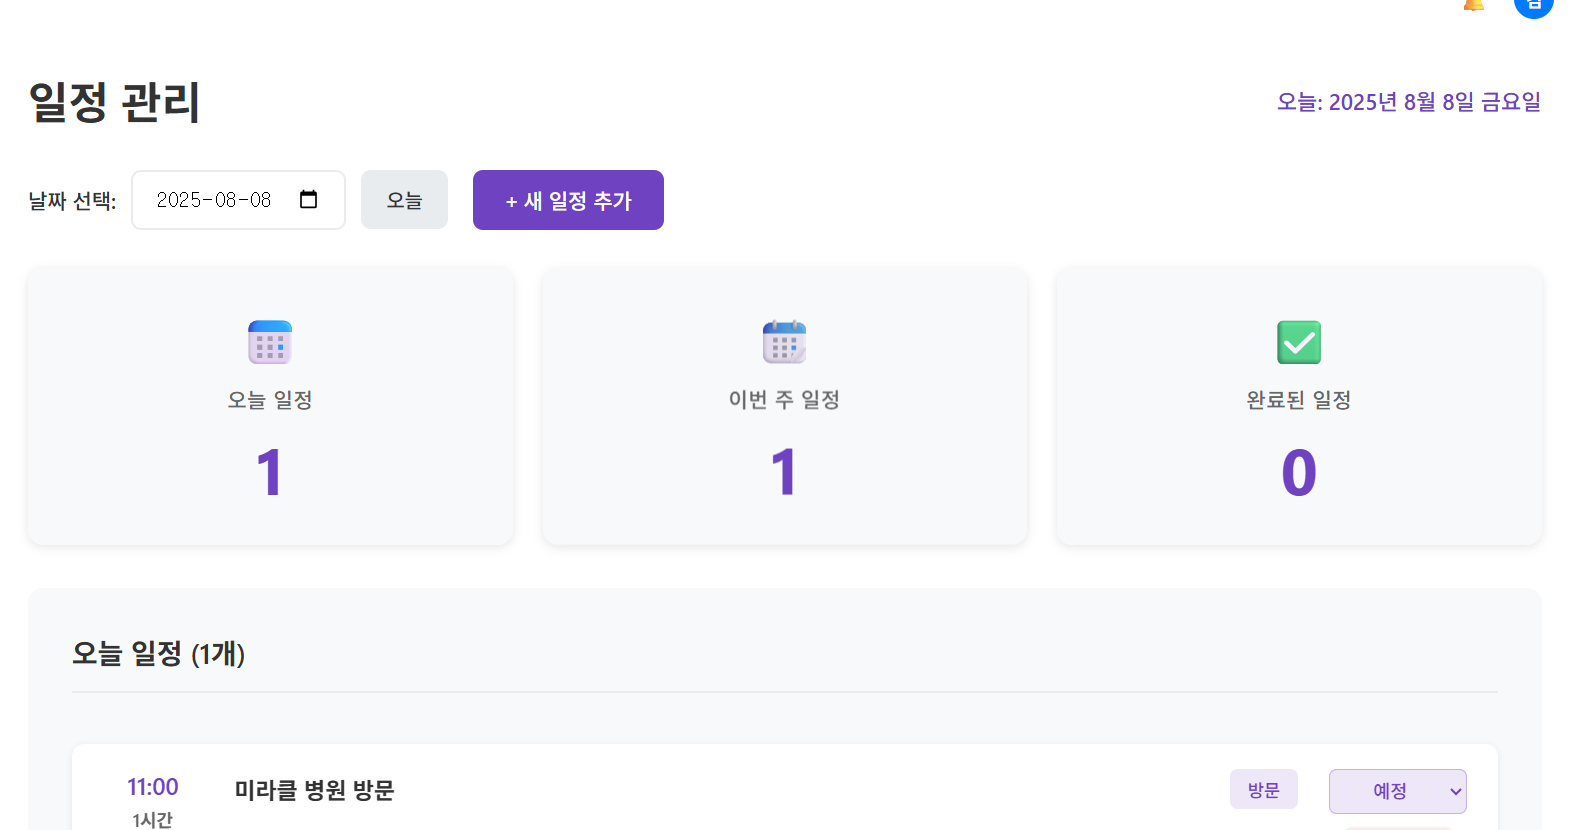 일정 관리
오늘: 2025년 8월 8일 금요일
날짜 선택: 2025-08-08 오늘 + 새 일정 추가
오늘 일정
1
이번 주 일정
1
완료된 일정
0
오늘 일정 (1개)
11:00 미라클 병원 방문 방문 예정
1시간